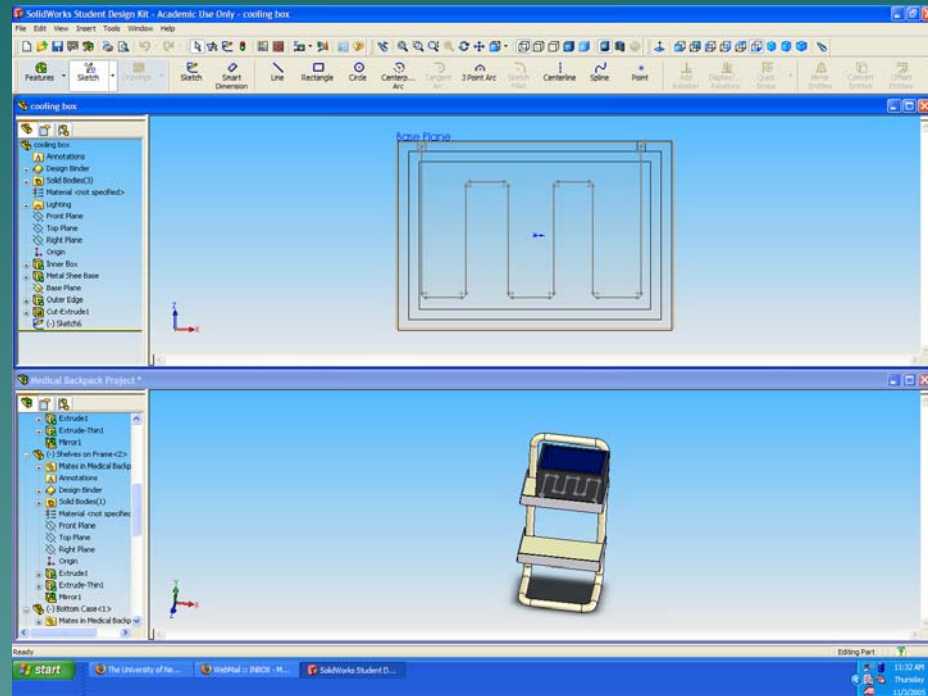 SolidWorks Student Design Kit - Academic Use Only - cooling box
File Edit View Insert Tools Window Help
Features Sketch Drawings Sketch Smart Dimension Line Rectangle Circle Centerp... Arc Tangent Arc 3 Point Arc Sketch Fillet Centerline Spline Point Add Relation Display/... Relations Quick Snaps Mirror Entities Convert Entities Offset Entities
cooling box
cooling box
Annotations
Design Binder
Solid Bodies(3)
Material <not specified>
Lighting
Front Plane
Top Plane
Right Plane
Origin
Inner Box
Metal Shee Base
Base Plane
Outer Edge
Cut-Extrude1
(-) Sketch6
Base Plane
Z
X
Medical Backpack Project *
Extrude1
Extrude-Thin1
Mirror1
(-) Shelves on Frame<2>
Mates in Medical Backp
Annotations
Design Binder
Solid Bodies(1)
Material <not specified
Front Plane
Top Plane
Right Plane
Origin
Extrude1
Extrude-Thin1
Mirror1
(-) Bottom Case<1>
Mates in Medical Backp
Y
X
Z
Ready
Editing Part
start
The University of Ne...
WebMail :: INBOX - M...
SolidWorks Student D...
11:32 AM
Thursday
11/3/2005